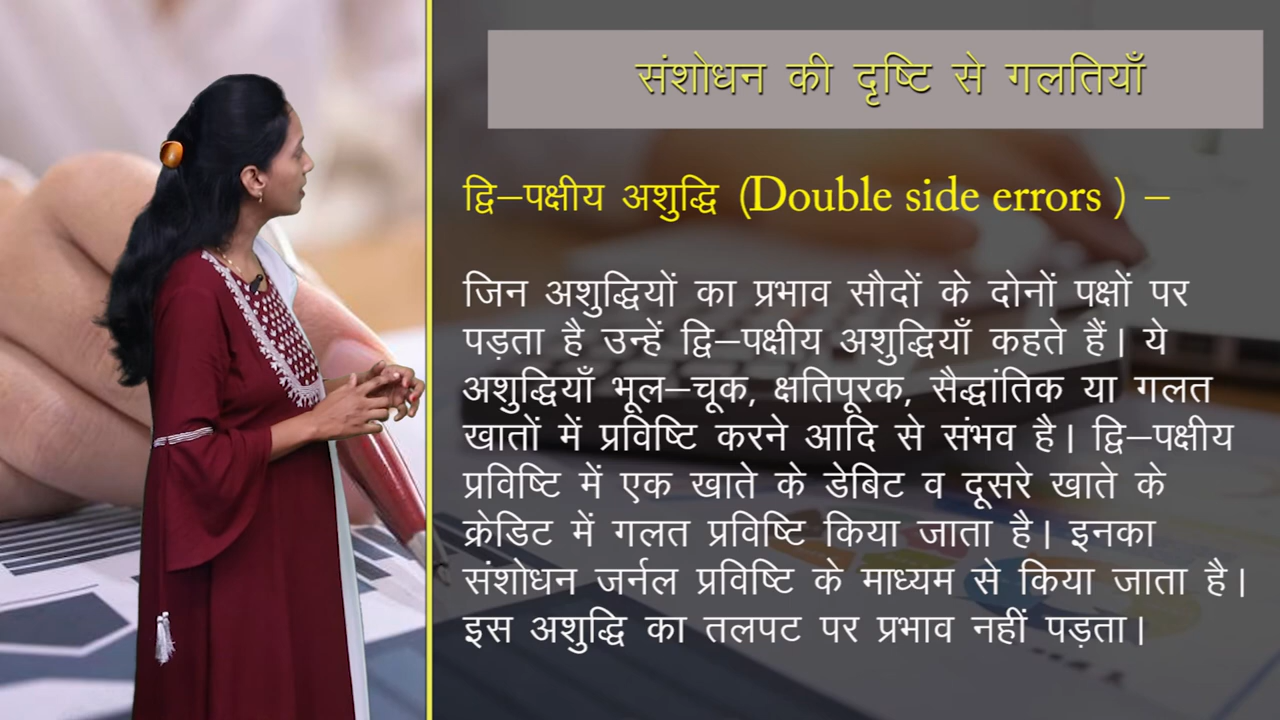 संशोधन की दृष्टि से गलतियाँ
द्वि–पक्षीय अशुद्धि (Double side errors ) –
जिन अशुद्धियों का प्रभाव सौदों के दोनों पक्षों पर
पड़ता है उन्हें द्वि–पक्षीय अशुद्धियाँ कहते हैं। ये
अशुद्धियाँ भूल–चूक, क्षतिपूरक, सैद्धांतिक या गलत
खातों में प्रविष्टि करने आदि से संभव है। द्वि–पक्षीय
प्रविष्टि में एक खाते के डेबिट व दूसरे खाते के
क्रेडिट में गलत प्रविष्टि किया जाता है। इनका
संशोधन जर्नल प्रविष्टि के माध्यम से किया जाता है।
इस अशुद्धि का तलपट पर प्रभाव नहीं पड़ता।